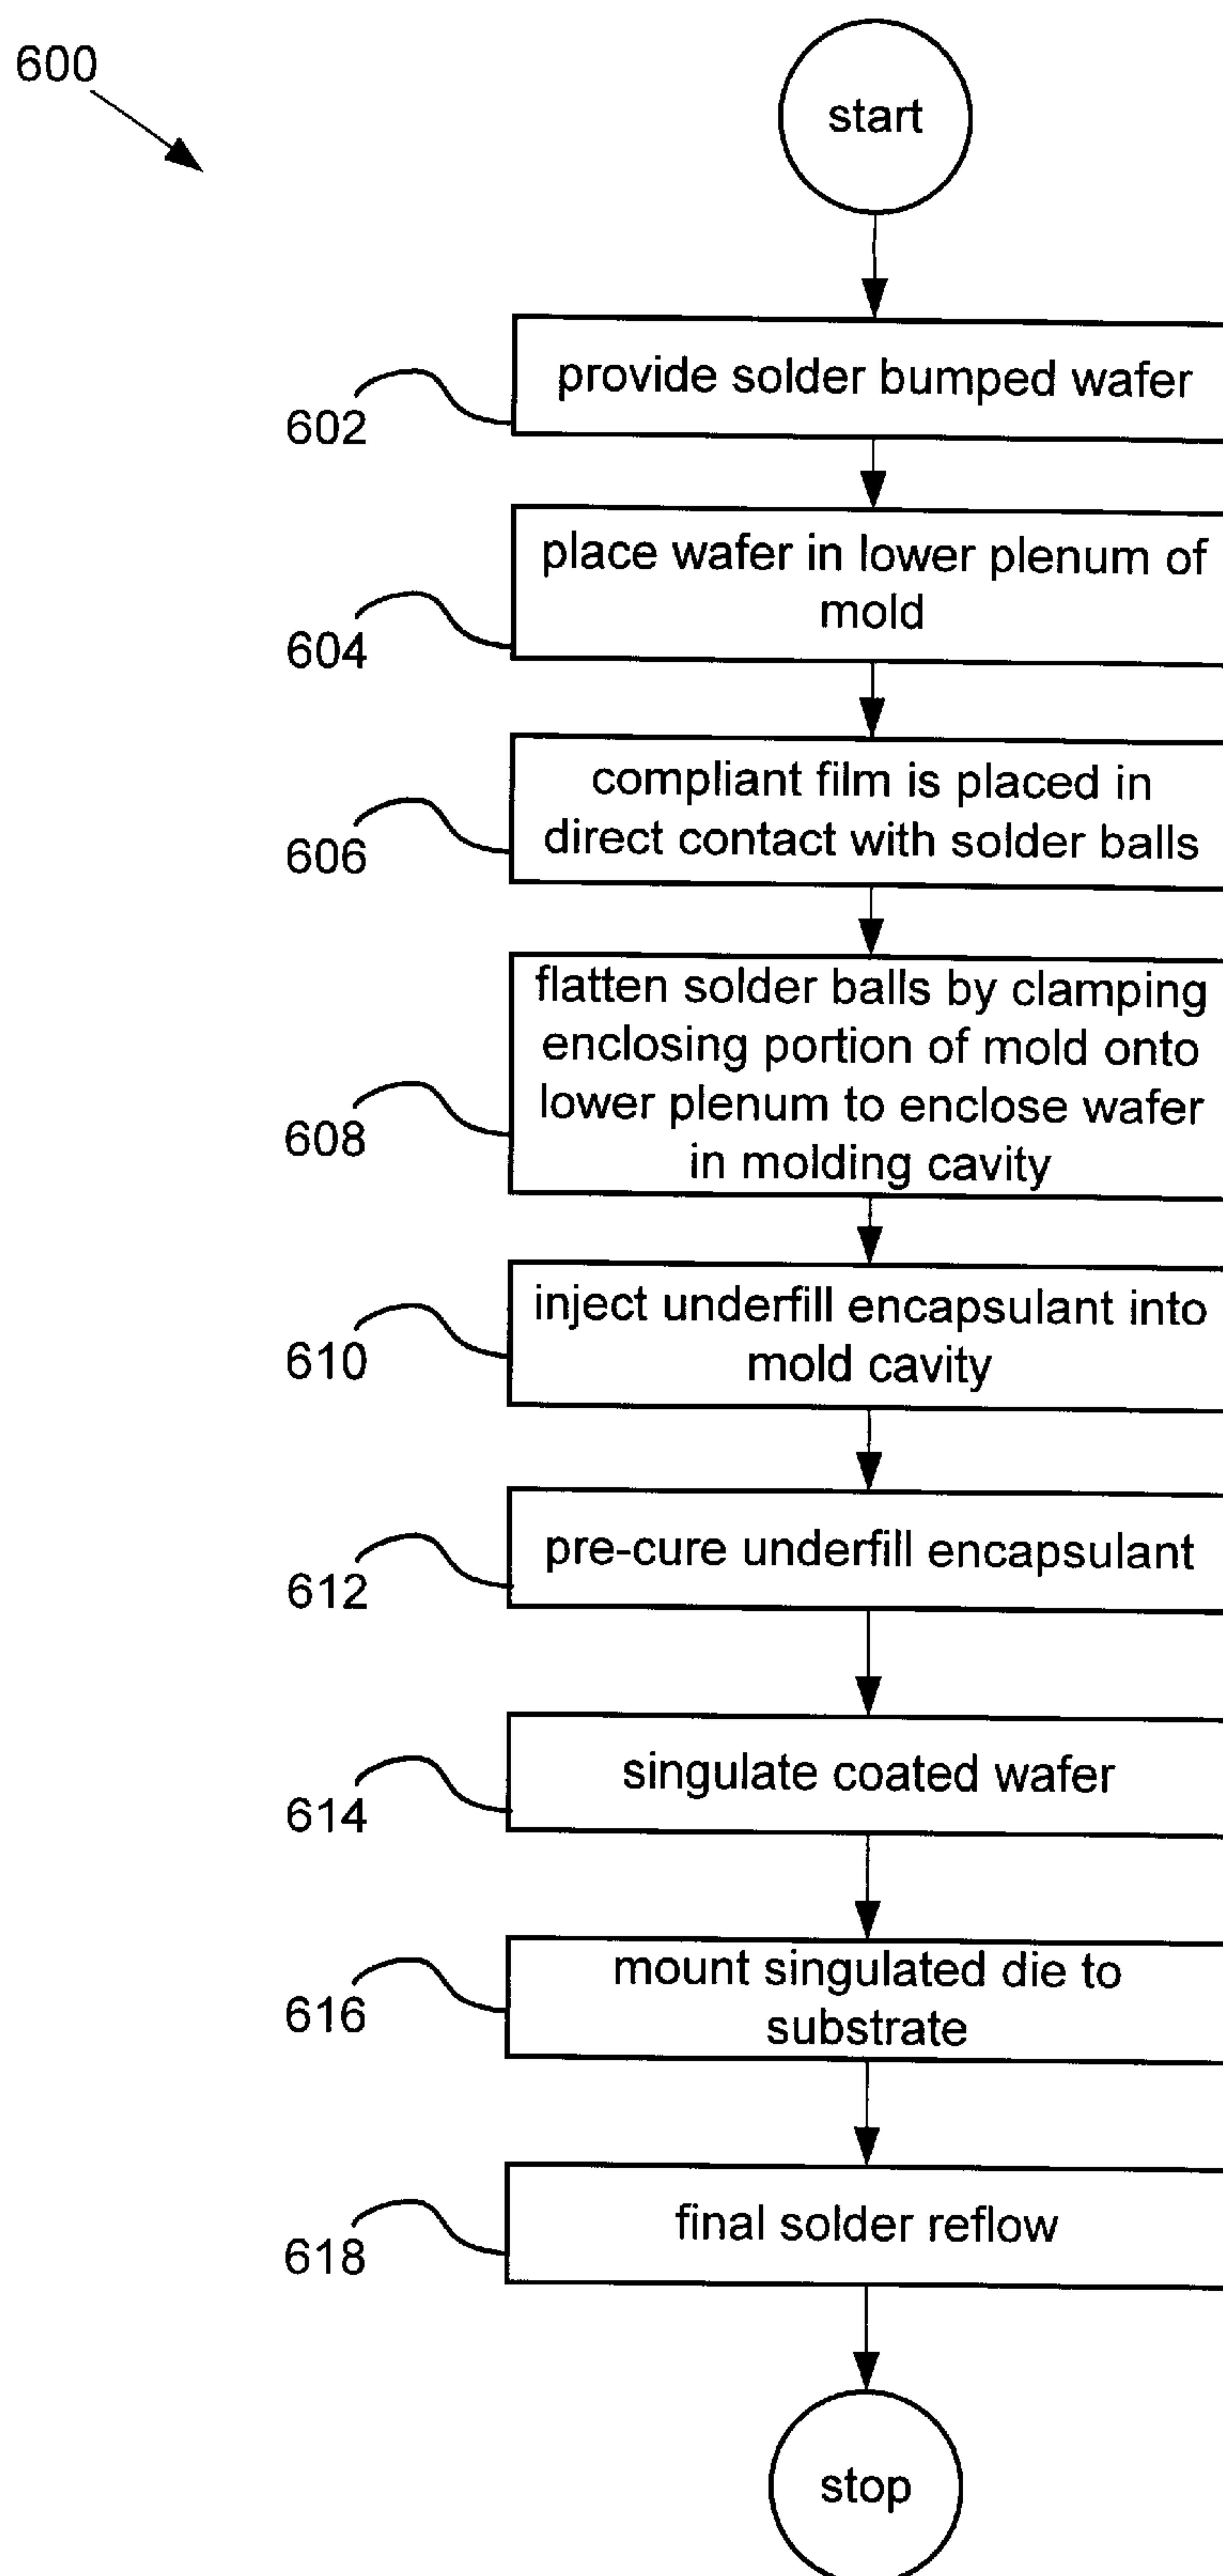 600
start
provide solder bumped wafer
602
place wafer in lower plenum of
mold
604
compliant film is placed in
direct contact with solder balls
606
flatten solder balls by clamping
enclosing portion of mold onto
lower plenum to enclose wafer
in molding cavity
608
inject underfill encapsulant into
mold cavity
610
pre-cure underfill encapsulant
612
singulate coated wafer
614
mount singulated die to
substrate
616
final solder reflow
618
stop